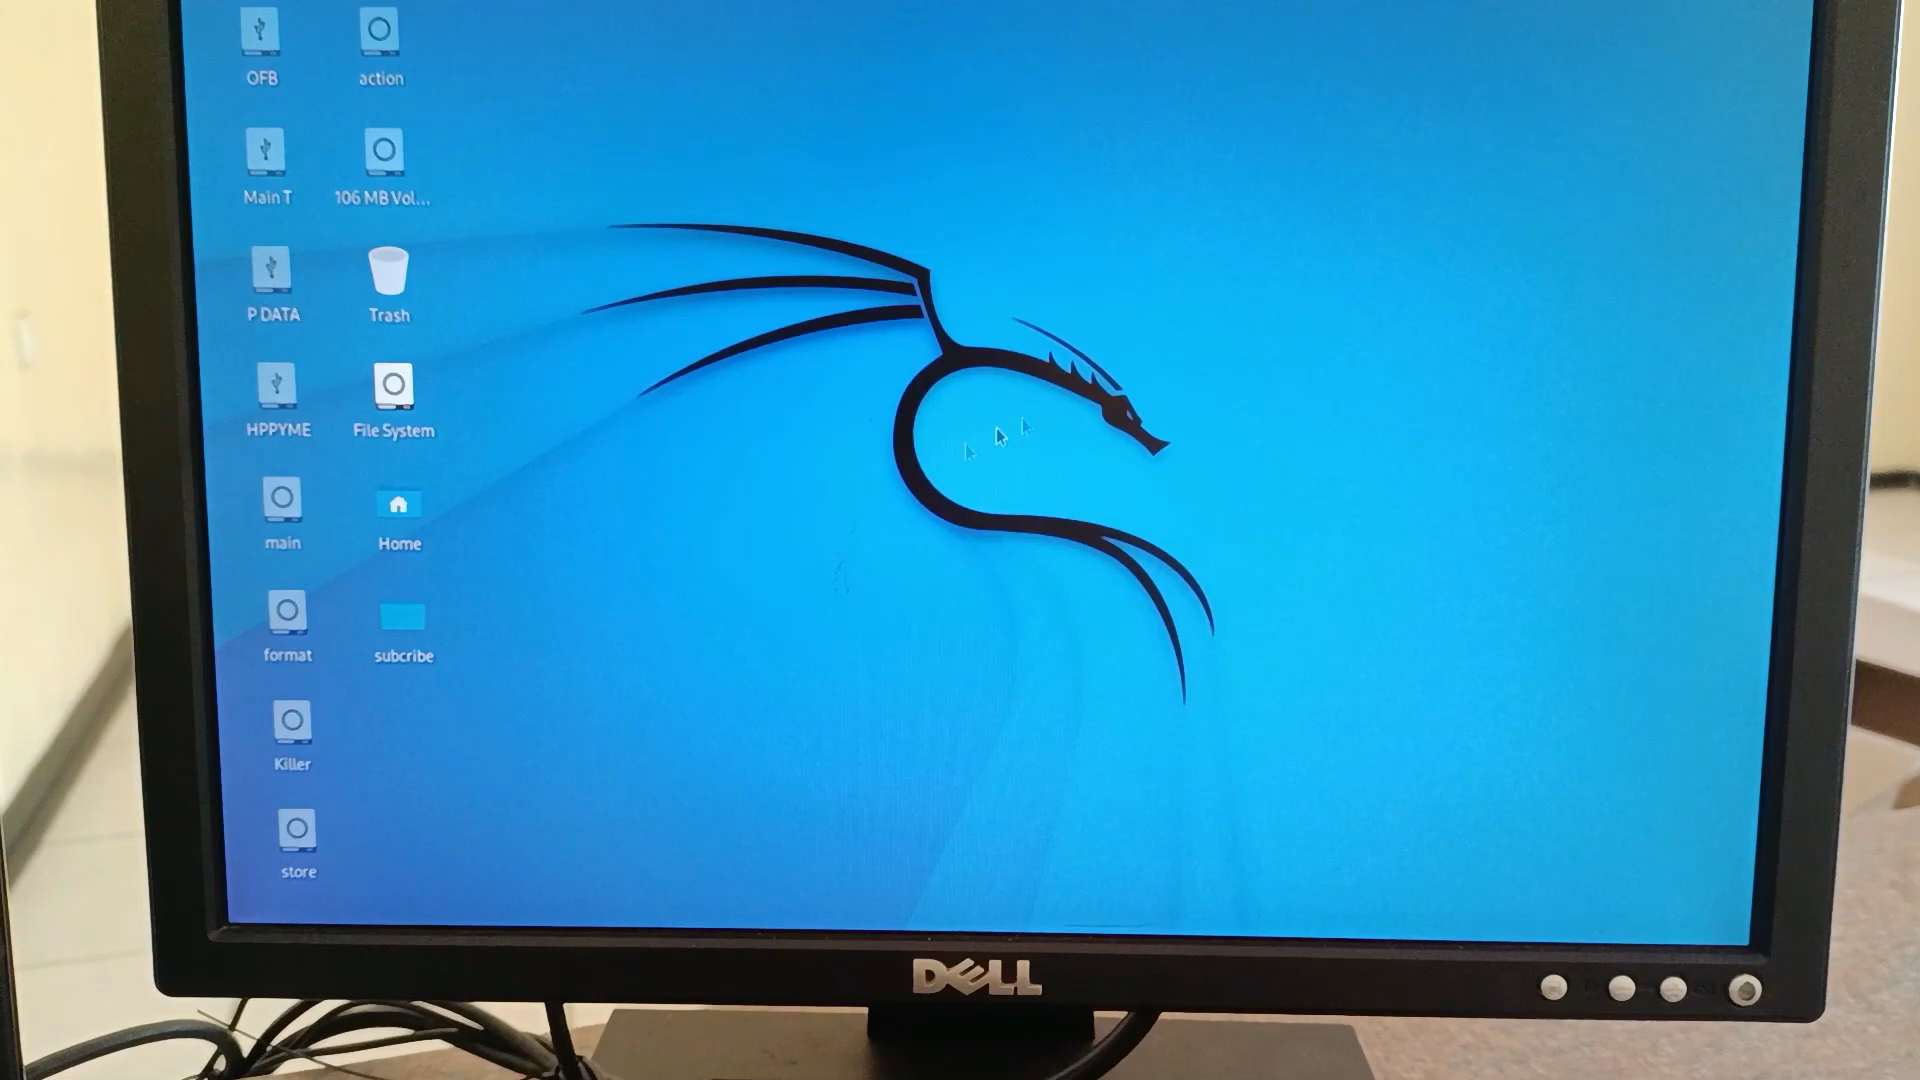 OFB
action
Main T
106 MB Vol...
P DATA
Trash
HPPYME
File System
main
Home
format
subcribe
Killer
store
DELL